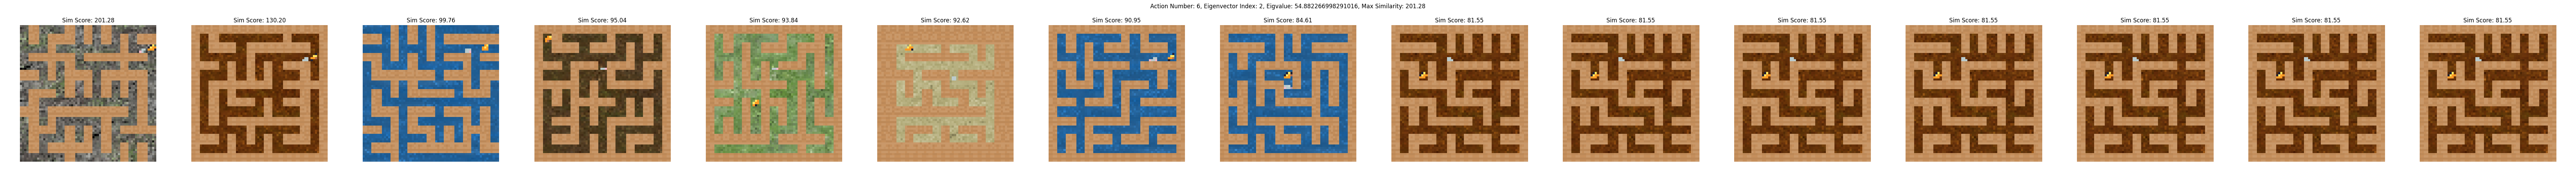 Action Number: 6, Eigenvector Index: 2, Eigvalue: 54.882266998291016, Max Similarity: 201.28
Sim Score: 201.28
Sim Score: 130.20
Sim Score: 99.76
Sim Score: 95.04
Sim Score: 93.84
Sim Score: 92.62
Sim Score: 90.95
Sim Score: 84.61
Sim Score: 81.55
Sim Score: 81.55
Sim Score: 81.55
Sim Score: 81.55
Sim Score: 81.55
Sim Score: 81.55
Sim Score: 81.55